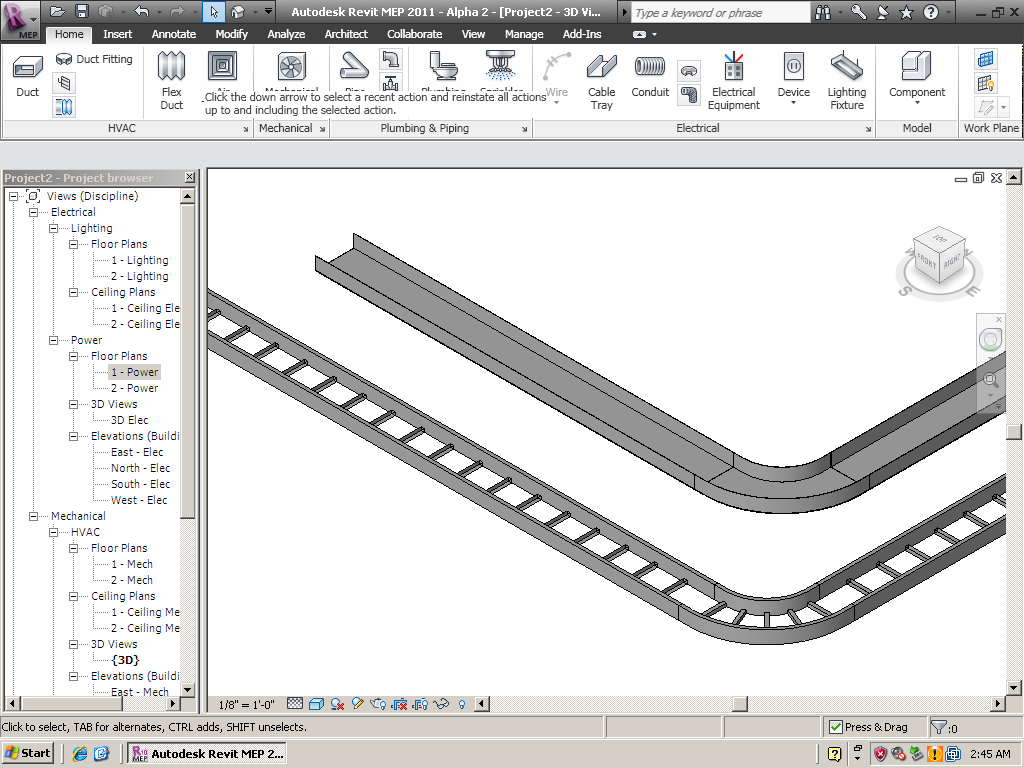 MEP
Autodesk Revit MEP 2011 - Alpha 2 - [Project2 - 3D Vi...
Type a keyword or phrase
Home Insert Annotate Modify Analyze Architect Collaborate View Manage Add-Ins
Duct
Duct Fitting
Flex
Duct
Wire
Cable
Tray
Conduit
Electrical
Equipment
Device
Lighting
Fixture
Component
Click the down arrow to select a recent action and reinstate all actions
up to and including the selected action.
HVAC Mechanical Plumbing & Piping Electrical Model Work Plane
Project2 - Project browser
Views (Discipline)
Electrical
Lighting
Floor Plans
1 - Lighting
2 - Lighting
Ceiling Plans
1 - Ceiling Ele
2 - Ceiling Ele
Power
Floor Plans
1 - Power
2 - Power
3D Views
3D Elec
Elevations (Buildi
East - Elec
North - Elec
South - Elec
West - Elec
Mechanical
HVAC
Floor Plans
1 - Mech
2 - Mech
Ceiling Plans
1 - Ceiling Me
2 - Ceiling Me
3D Views
{3D}
Elevations (Buildi
East - Mech
TOP
FRONT RIGHT
S E
1/8" = 1'-0"
Click to select, TAB for alternates, CTRL adds, SHIFT unselects.
Press & Drag
:0
Start
Autodesk Revit MEP 2...
2:45 AM